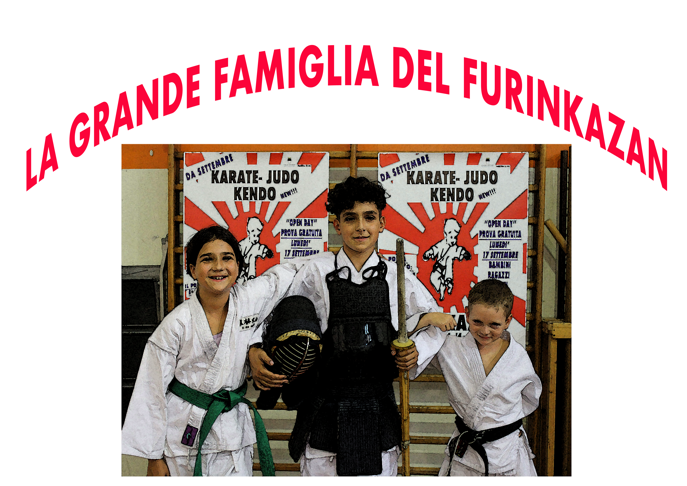 LA GRANDE FAMIGLIA DEL FURINKAZAN
DA SETTEMBRE
KARATE- JUDO
KENDO NEW!!!
"OPEN DAY"
PROVA GRATUITA
LUNEDI'
17 SETTEMBRE
DA SETTEMBRE
KARATE- JUDO
KENDO NEW!!!
"OPEN DAY"
PROVA GRATUITA
LUNEDI'
17 SETTEMBRE
BAMBINI
RAGAZZI